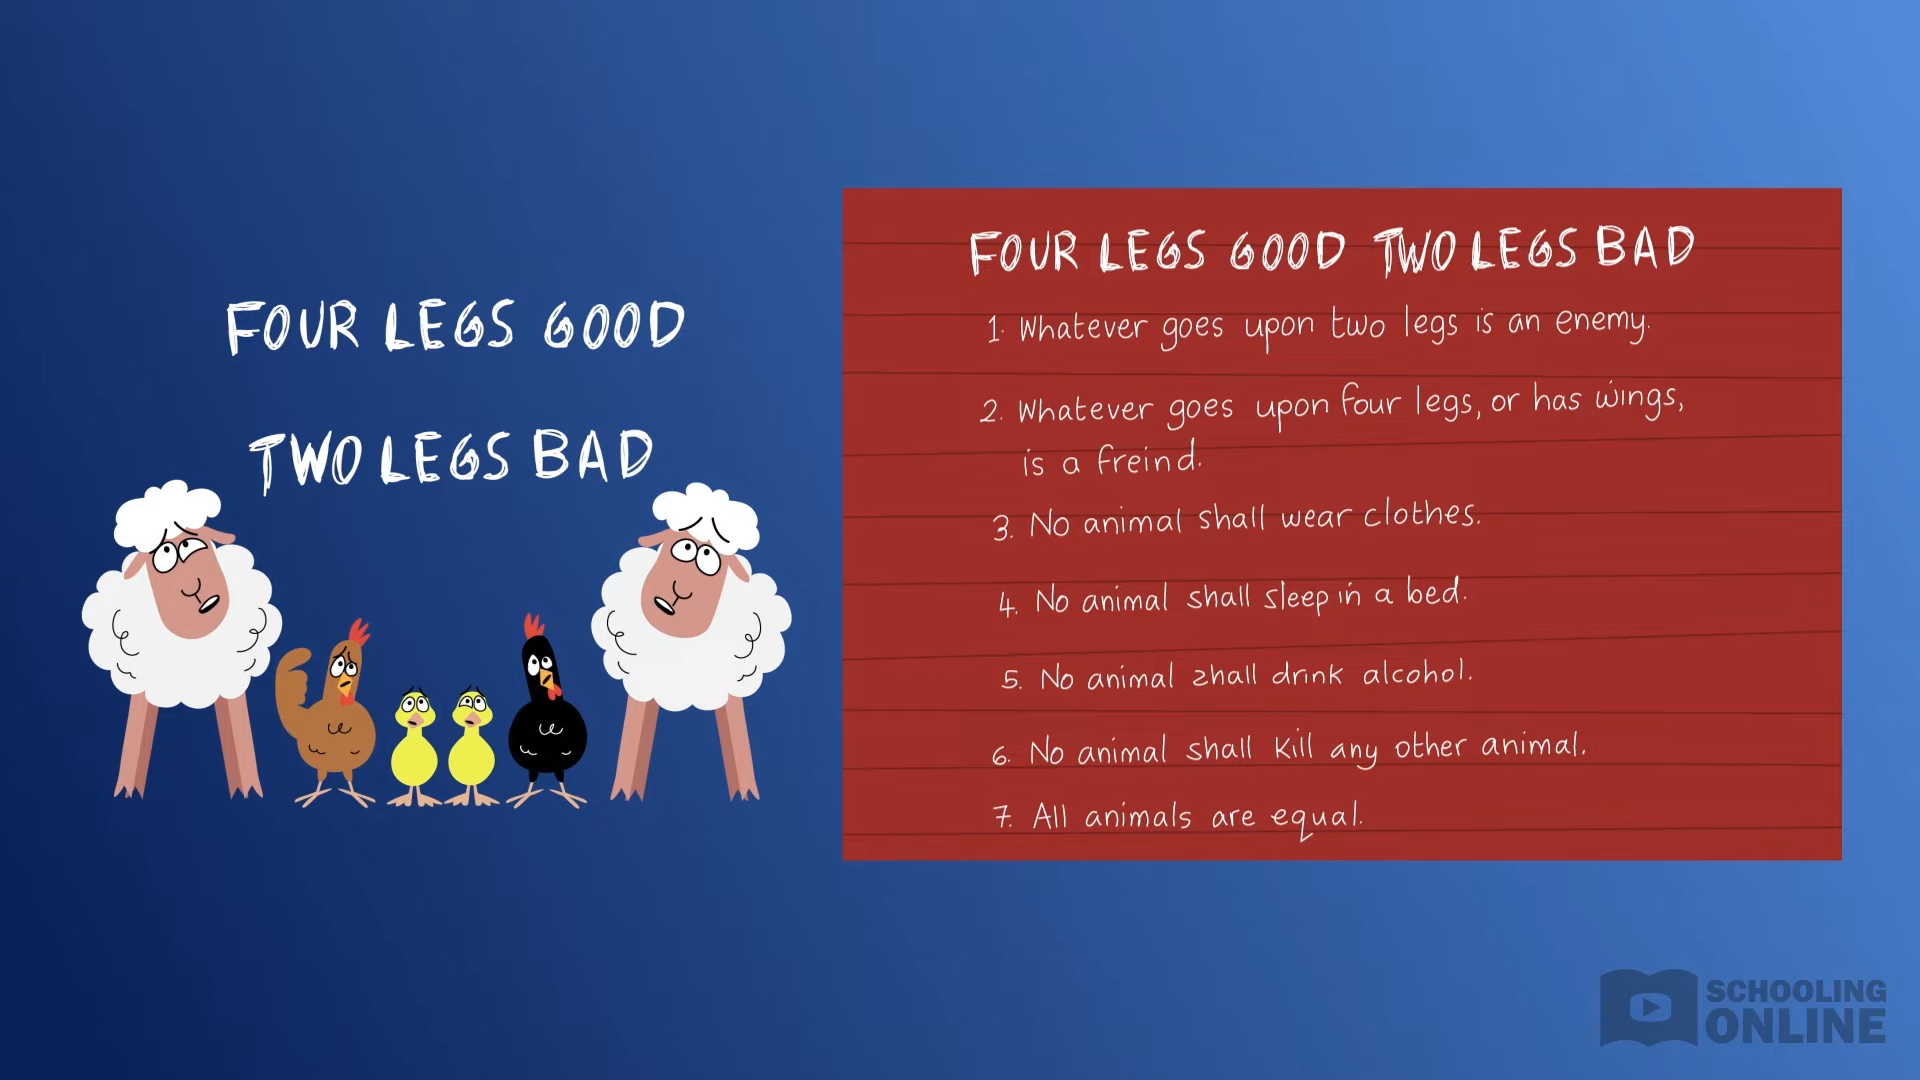 FOUR LEGS GOOD
TWO LEGS BAD
FOUR LEGS GOOD TWO LEGS BAD
1. Whatever goes upon two legs is an enemy.
2. Whatever goes upon four legs, or has wings,
is a freind.
3. No animal shall wear clothes.
4. No animal shall sleep in a bed.
5. No animal zhall drink alcohol.
6. No animal shall kill any other animal.
7. All animals are equal.
SCHOOLING
ONLINE